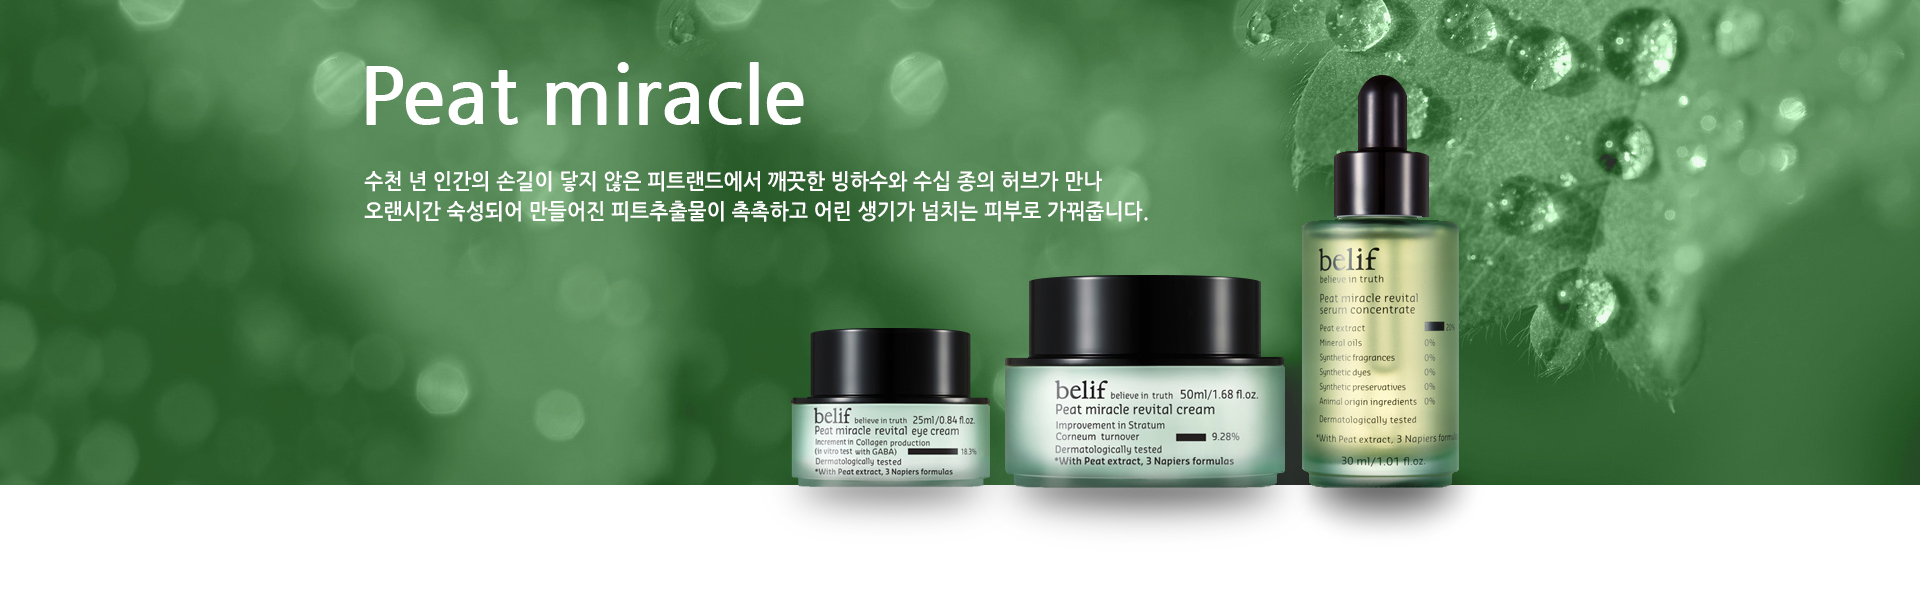 Peat miracle
수천 년 인간의 손길이 닿지 않은 피트랜드에서 깨끗한 빙하수와 수십 종의 허브가 만나
오랜시간 숙성되어 만들어진 피트추출물이 촉촉하고 어린 생기가 넘치는 피부로 가꿔줍니다.
belif believe in truth 25ml/0.84 fl.oz.
Peat miracle revital eye cream
Increment in Collagen production
(in vitro test with GABA) 18.3%
Dermatologically tested
*With Peat extract, 3 Napiers formulas
belif believe in truth 50ml/1.68 fl.oz.
Peat miracle revital cream
Improvement in Stratum
Corneum turnover 9.28%
Dermatologically tested
*With Peat extract, 3 Napiers formulas
belif
believe in truth
Peat miracle revital
serum concentrate
Peat extract 20%
Mineral oils 0%
Synthetic fragrances 0%
Synthetic dyes 0%
Synthetic preservatives 0%
Animal origin ingredients 0%
Dermatologically tested
*With Peat extract, 3 Napiers formulas
30 ml/1.01 fl.oz.